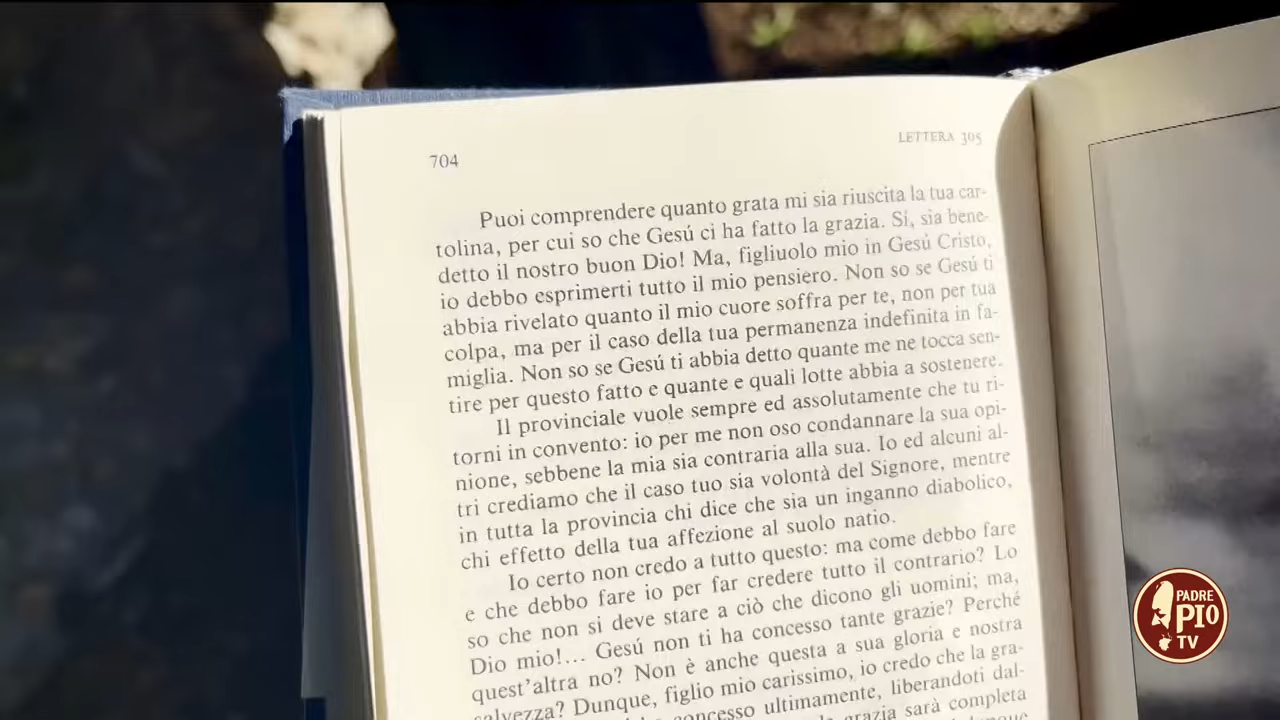 704
LETTERA 305
Puoi comprendere quanto grata mi sia riuscita la tua car-
tolina, per cui so che Gesú ci ha fatto la grazia. Sí, sia bene-
detto il nostro buon Dio! Ma, figliuolo mio in Gesú Cristo,
io debbo esprimerti tutto il mio pensiero. Non so se Gesú ti
abbia rivelato quanto il mio cuore soffra per te, non per tua
colpa, ma per il caso della tua permanenza indefinita in fa-
miglia. Non so se Gesú ti abbia detto quante me ne tocca sen-
tire per questo fatto e quante e quali lotte abbia a sostenere.
Il provinciale vuole sempre ed assolutamente che tu ri-
torni in convento: io per me non oso condannare la sua opi-
nione, sebbene la mia sia contraria alla sua. Io ed alcuni al-
tri crediamo che il caso tuo sia volontà del Signore, mentre
in tutta la provincia chi dice che sia un inganno diabolico,
chi effetto della tua affezione al suolo natio.
Io certo non credo a tutto questo: ma come debbo fare
e che debbo fare io per far credere tutto il contrario? Lo
so che non si deve stare a ciò che dicono gli uomini; ma,
Dio mio!... Gesú non ti ha concesso tante grazie? Perché
quest'altra no? Non è anche questa a sua gloria e nostra
salvezza? Dunque, figlio mio carissimo, io credo che la gra-
concesso ultimamente, liberandoti dal-
grazia sarà completa
PADRE
PIO
TV